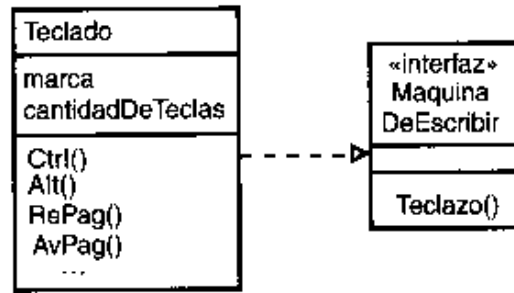 Teclado
marca
cantidadDeTeclas
Ctrl()
Alt()
RePag()
AvPag()
...
«interfaz»
Maquina
DeEscribir
Teclazo()